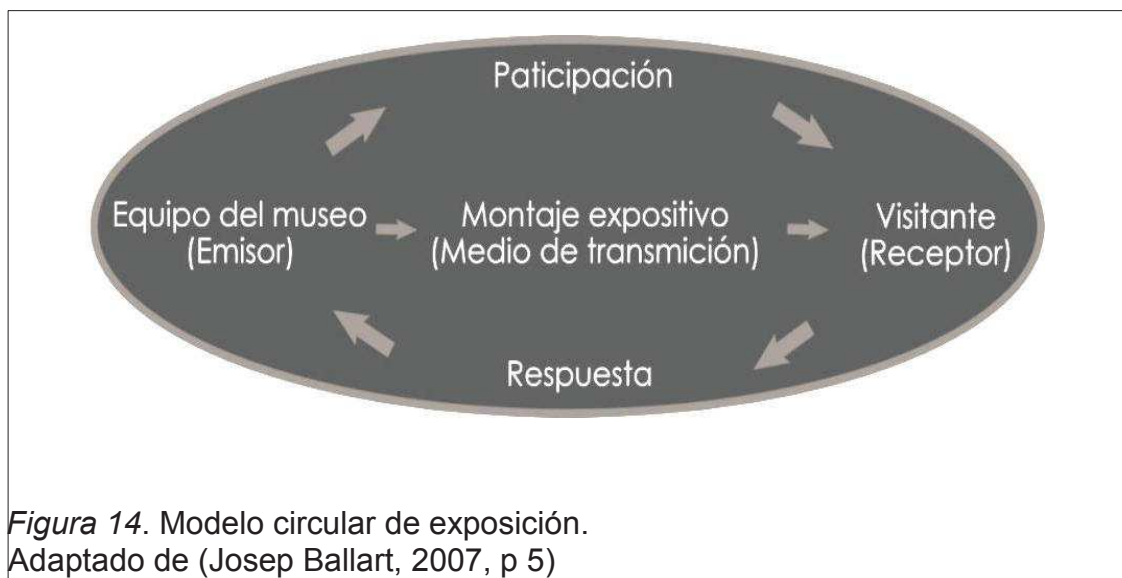 Paticipación
Equipo del museo
(Emisor)
Montaje expositivo
(Medio de transmición)
Visitante
(Receptor)
Respuesta
Figura 14. Modelo circular de exposición.
Adaptado de (Josep Ballart, 2007, p 5)